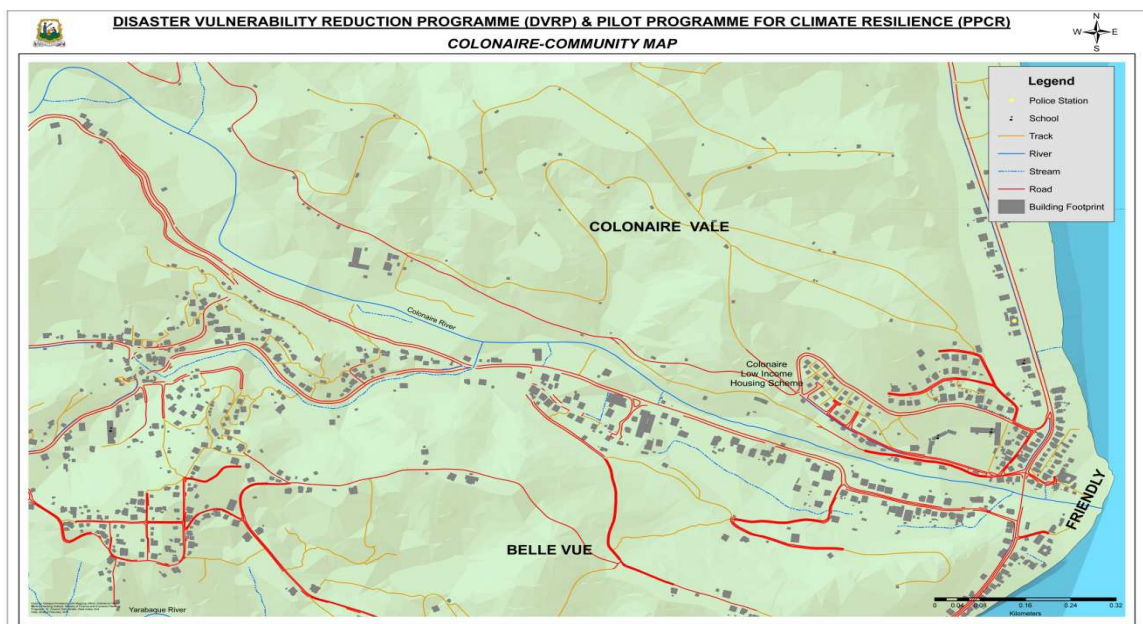 DISASTER VULNERABILITY REDUCTION PROGRAMME (DVRP) & PILOT PROGRAMME FOR CLIMATE RESILIENCE (PPCR)
COLONAIRE-COMMUNITY MAP
N
W E
S
Legend
Police Station
School
Track
River
Stream
Road
Building Footprint
COLONAIRE VALE
Colonaire River
Colonaire
Low Income
Housing Scheme
FRIENDLY
BELLE VUE
Yarabaque River
0 0.04 0.08 0.16 0.24 0.32
Kilometers